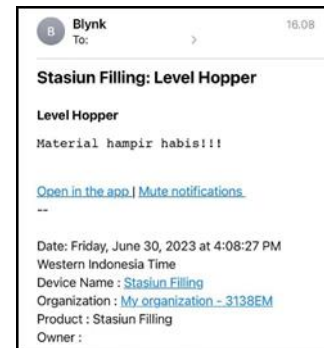 B
Blynk
16.08
To:
Stasiun Filling: Level Hopper
Level Hopper
Material hampir habis!!!
Open in the app | Mute notifications
--
Date: Friday, June 30, 2023 at 4:08:27 PM
Western Indonesia Time
Device Name : Stasiun Filling
Organization : My organization - 3138EM
Product : Stasiun Filling
Owner :